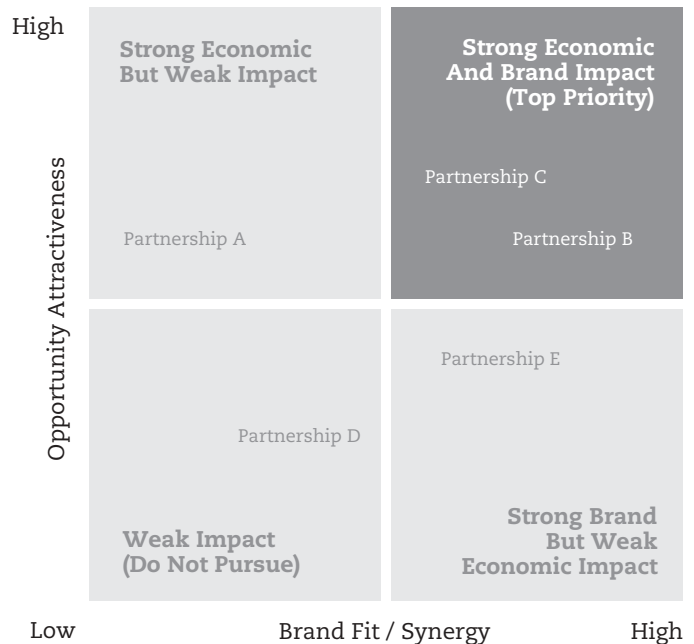 High
Strong Economic
But Weak Impact
Strong Economic
And Brand Impact
(Top Priority)
Partnership C
Partnership A
Partnership B
Opportunity Attractiveness
Partnership E
Partnership D
Weak Impact
(Do Not Pursue)
Strong Brand
But Weak
Economic Impact
Low
Brand Fit / Synergy
High